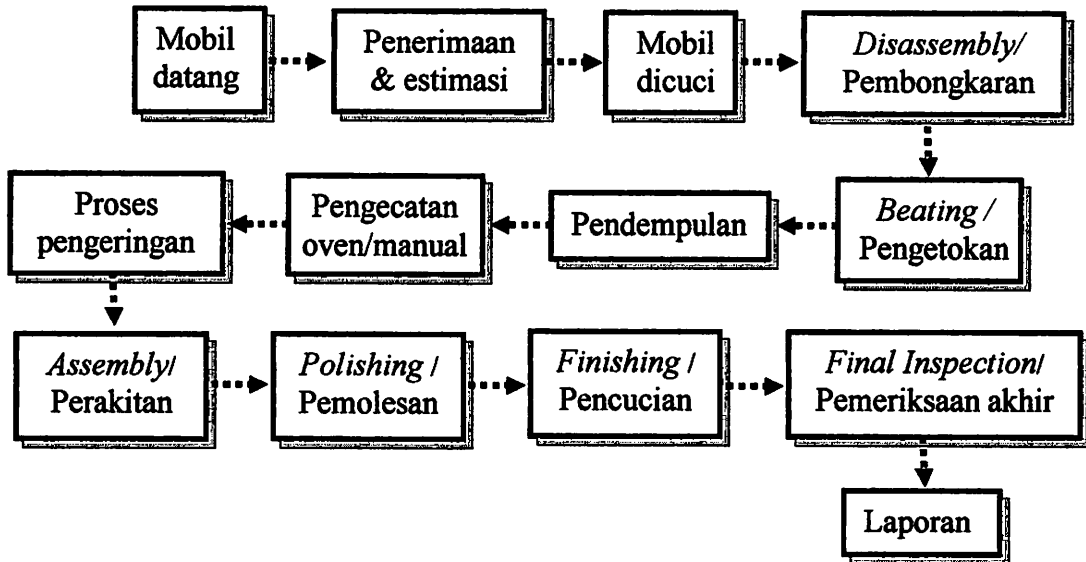 Mobil
datang
Penerimaan
& estimasi
Mobil
dicuci
Disassembly/
Pembongkaran
Beating /
Pengetokan
Pendempulan
Pengecatan
oven/manual
Proses
pengeringan
Assembly/
Perakitan
Polishing /
Pemolesan
Finishing /
Pencucian
Final Inspection/
Pemeriksaan akhir
Laporan